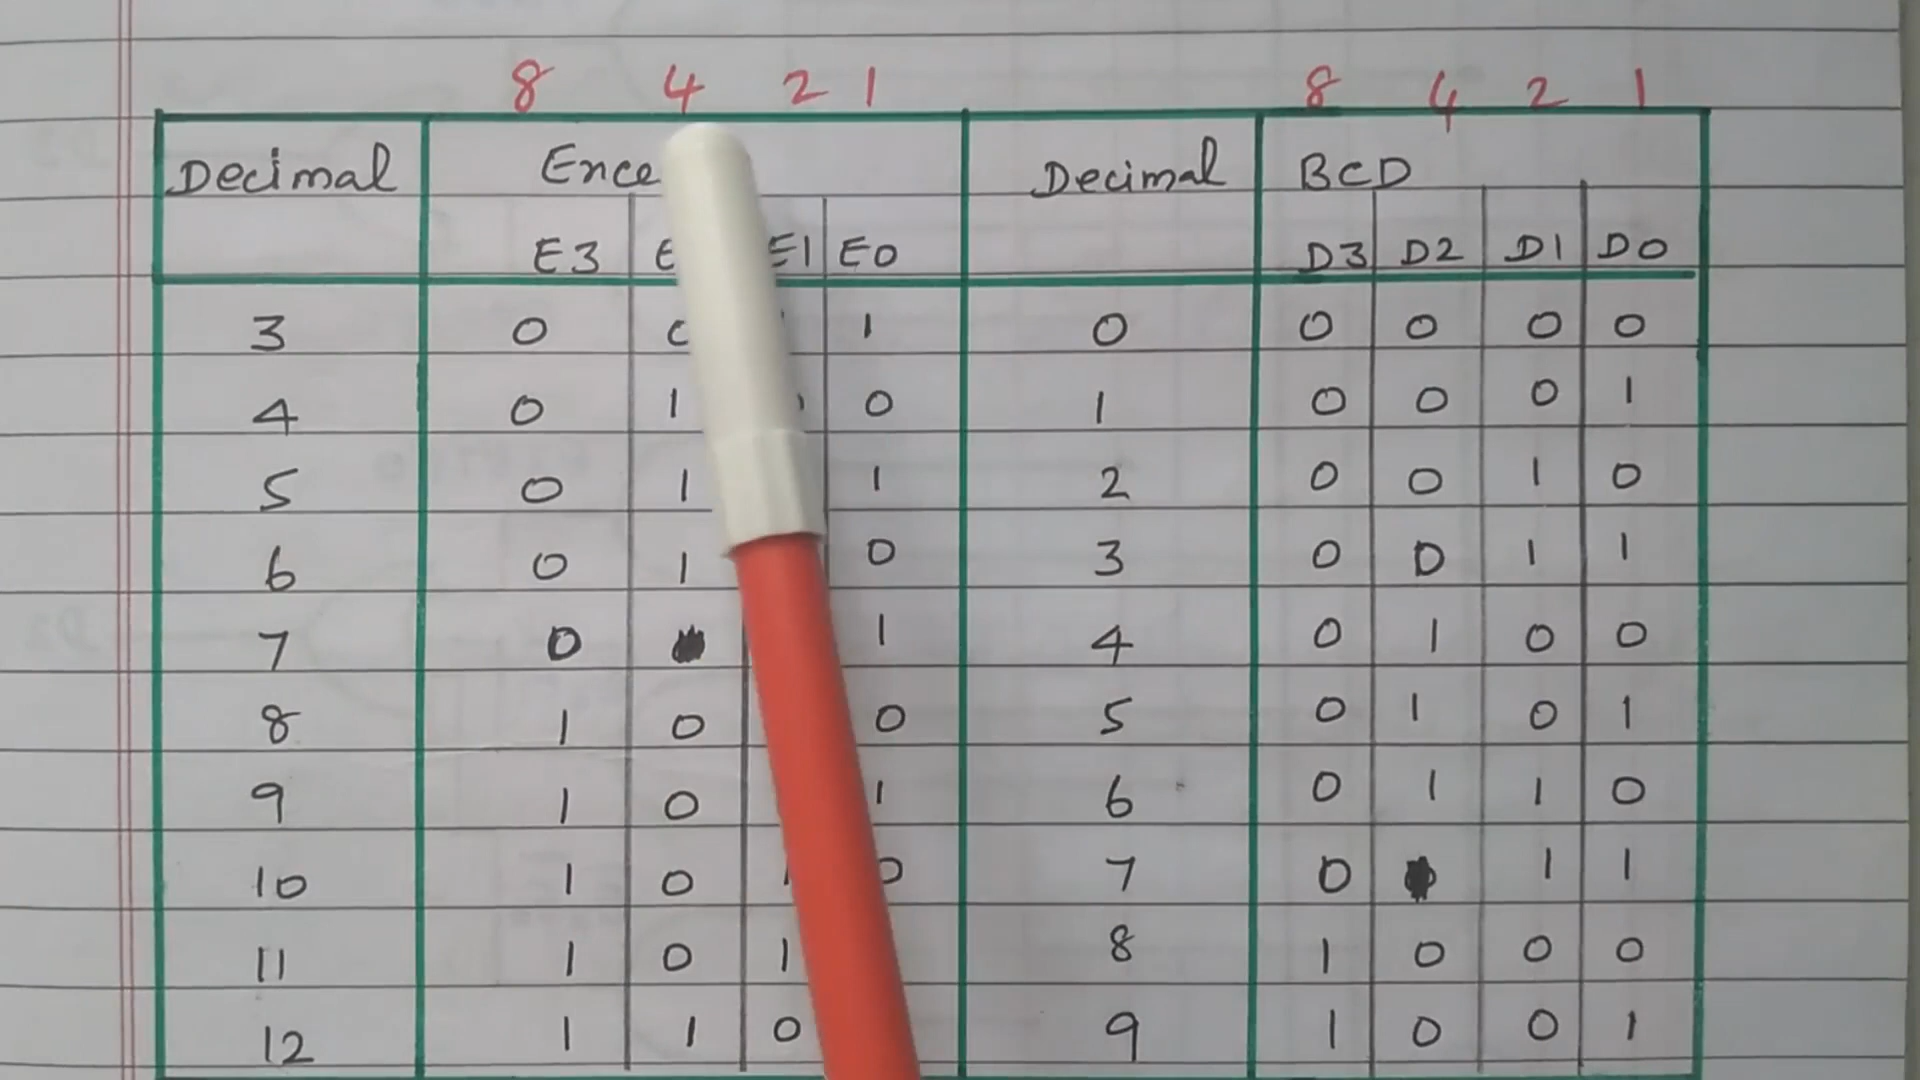 8 4 2 1 8 4 2 1
Decimal Decimal BCD
E3 E1 E0 D3 D2 D1 D0
3 0 1 0 0 0 0 0
4 0 1 0 1 0 0 0 1
5 0 1 1 2 0 0 1 0
6 0 1 0 3 0 0 1 1
7 0 1 4 0 1 0 0
8 1 0 0 5 0 1 0 1
9 1 0 1 6 0 1 1 0
10 1 0 0 7 0 1 1
11 1 0 1 8 1 0 0 0
12 1 1 0 9 1 0 0 1